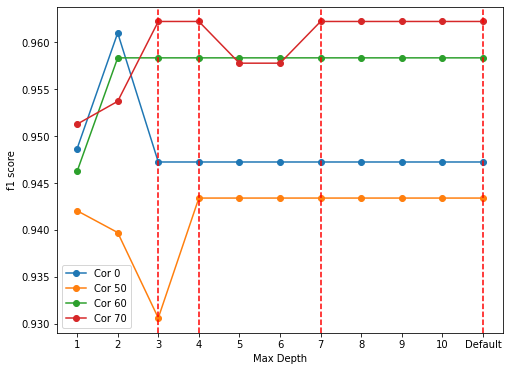 0.960
0.955
0.950
0.945
0.940
0.935
0.930
f1 score
Cor 0
Cor 50
Cor 60
Cor 70
1 2 3 4 5 6 7 8 9 10 Default
Max Depth